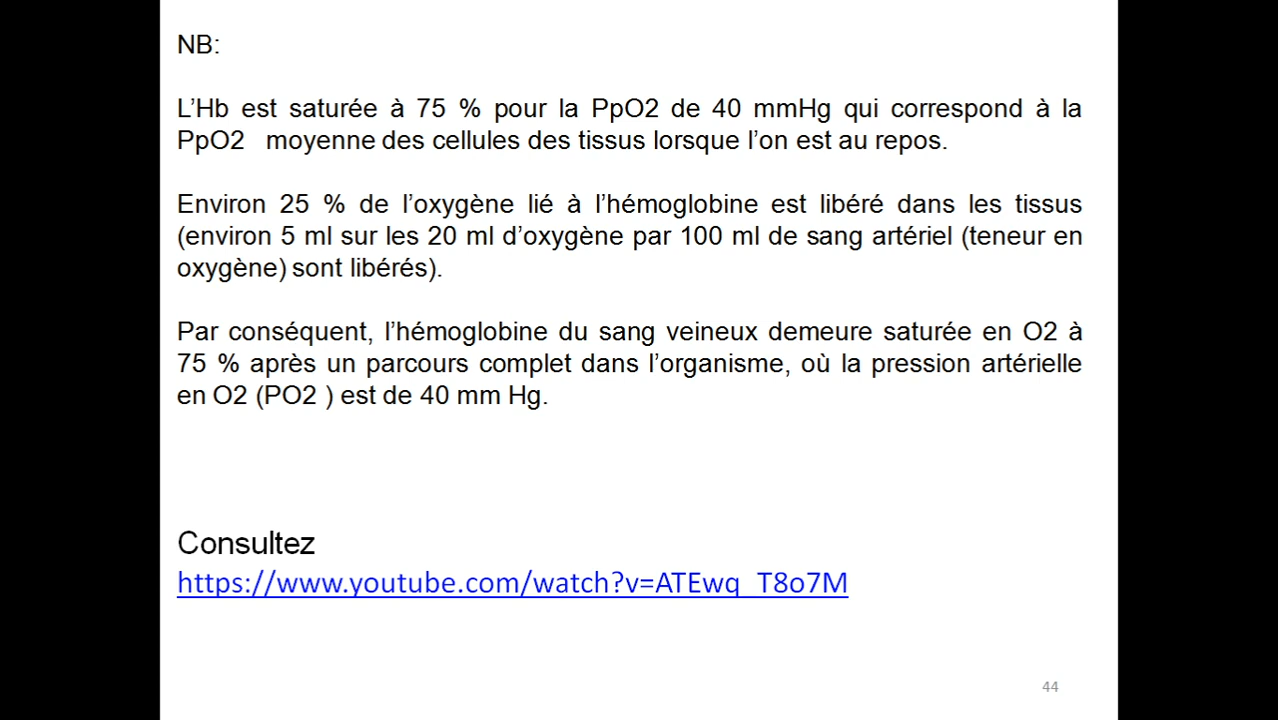 NB:
L’Hb est saturée à 75 % pour la PpO2 de 40 mmHg qui correspond à la
PpO2 moyenne des cellules des tissus lorsque l’on est au repos.
Environ 25 % de l’oxygène lié à l’hémoglobine est libéré dans les tissus
(environ 5 ml sur les 20 ml d’oxygène par 100 ml de sang artériel (teneur en
oxygène) sont libérés).
Par conséquent, l’hémoglobine du sang veineux demeure saturée en O2 à
75 % après un parcours complet dans l’organisme, où la pression artérielle
en O2 (PO2 ) est de 40 mm Hg.
Consultez
https://www.youtube.com/watch?v=ATEwq_T8o7M
44